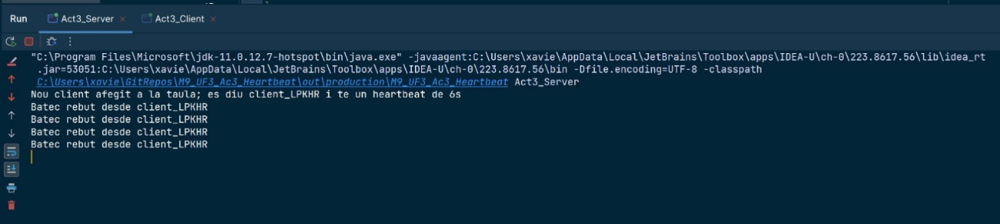 Run Act3_Server × Act3_Client ×
"C:\Program Files\Microsoft\jdk-11.0.12.7-hotspot\bin\java.exe" -javaagent:C:\Users\xavie\AppData\Local\JetBrains\Toolbox\apps\IDEA-U\ch-0\223.8617.56\lib\idea_rt
.jar=53051:C:\Users\xavie\AppData\Local\JetBrains\Toolbox\apps\IDEA-U\ch-0\223.8617.56\bin -Dfile.encoding=UTF-8 -classpath
C:\Users\xavie\GitRepos\M9_UF3_Ac3_Heartbeat\out\production\M9_UF3_Ac3_Heartbeat Act3_Server
Nou client afegit a la taula; es diu client_LPKHR i te un heartbeat de 6s
Batec rebut desde client_LPKHR
Batec rebut desde client_LPKHR
Batec rebut desde client_LPKHR
Batec rebut desde client_LPKHR